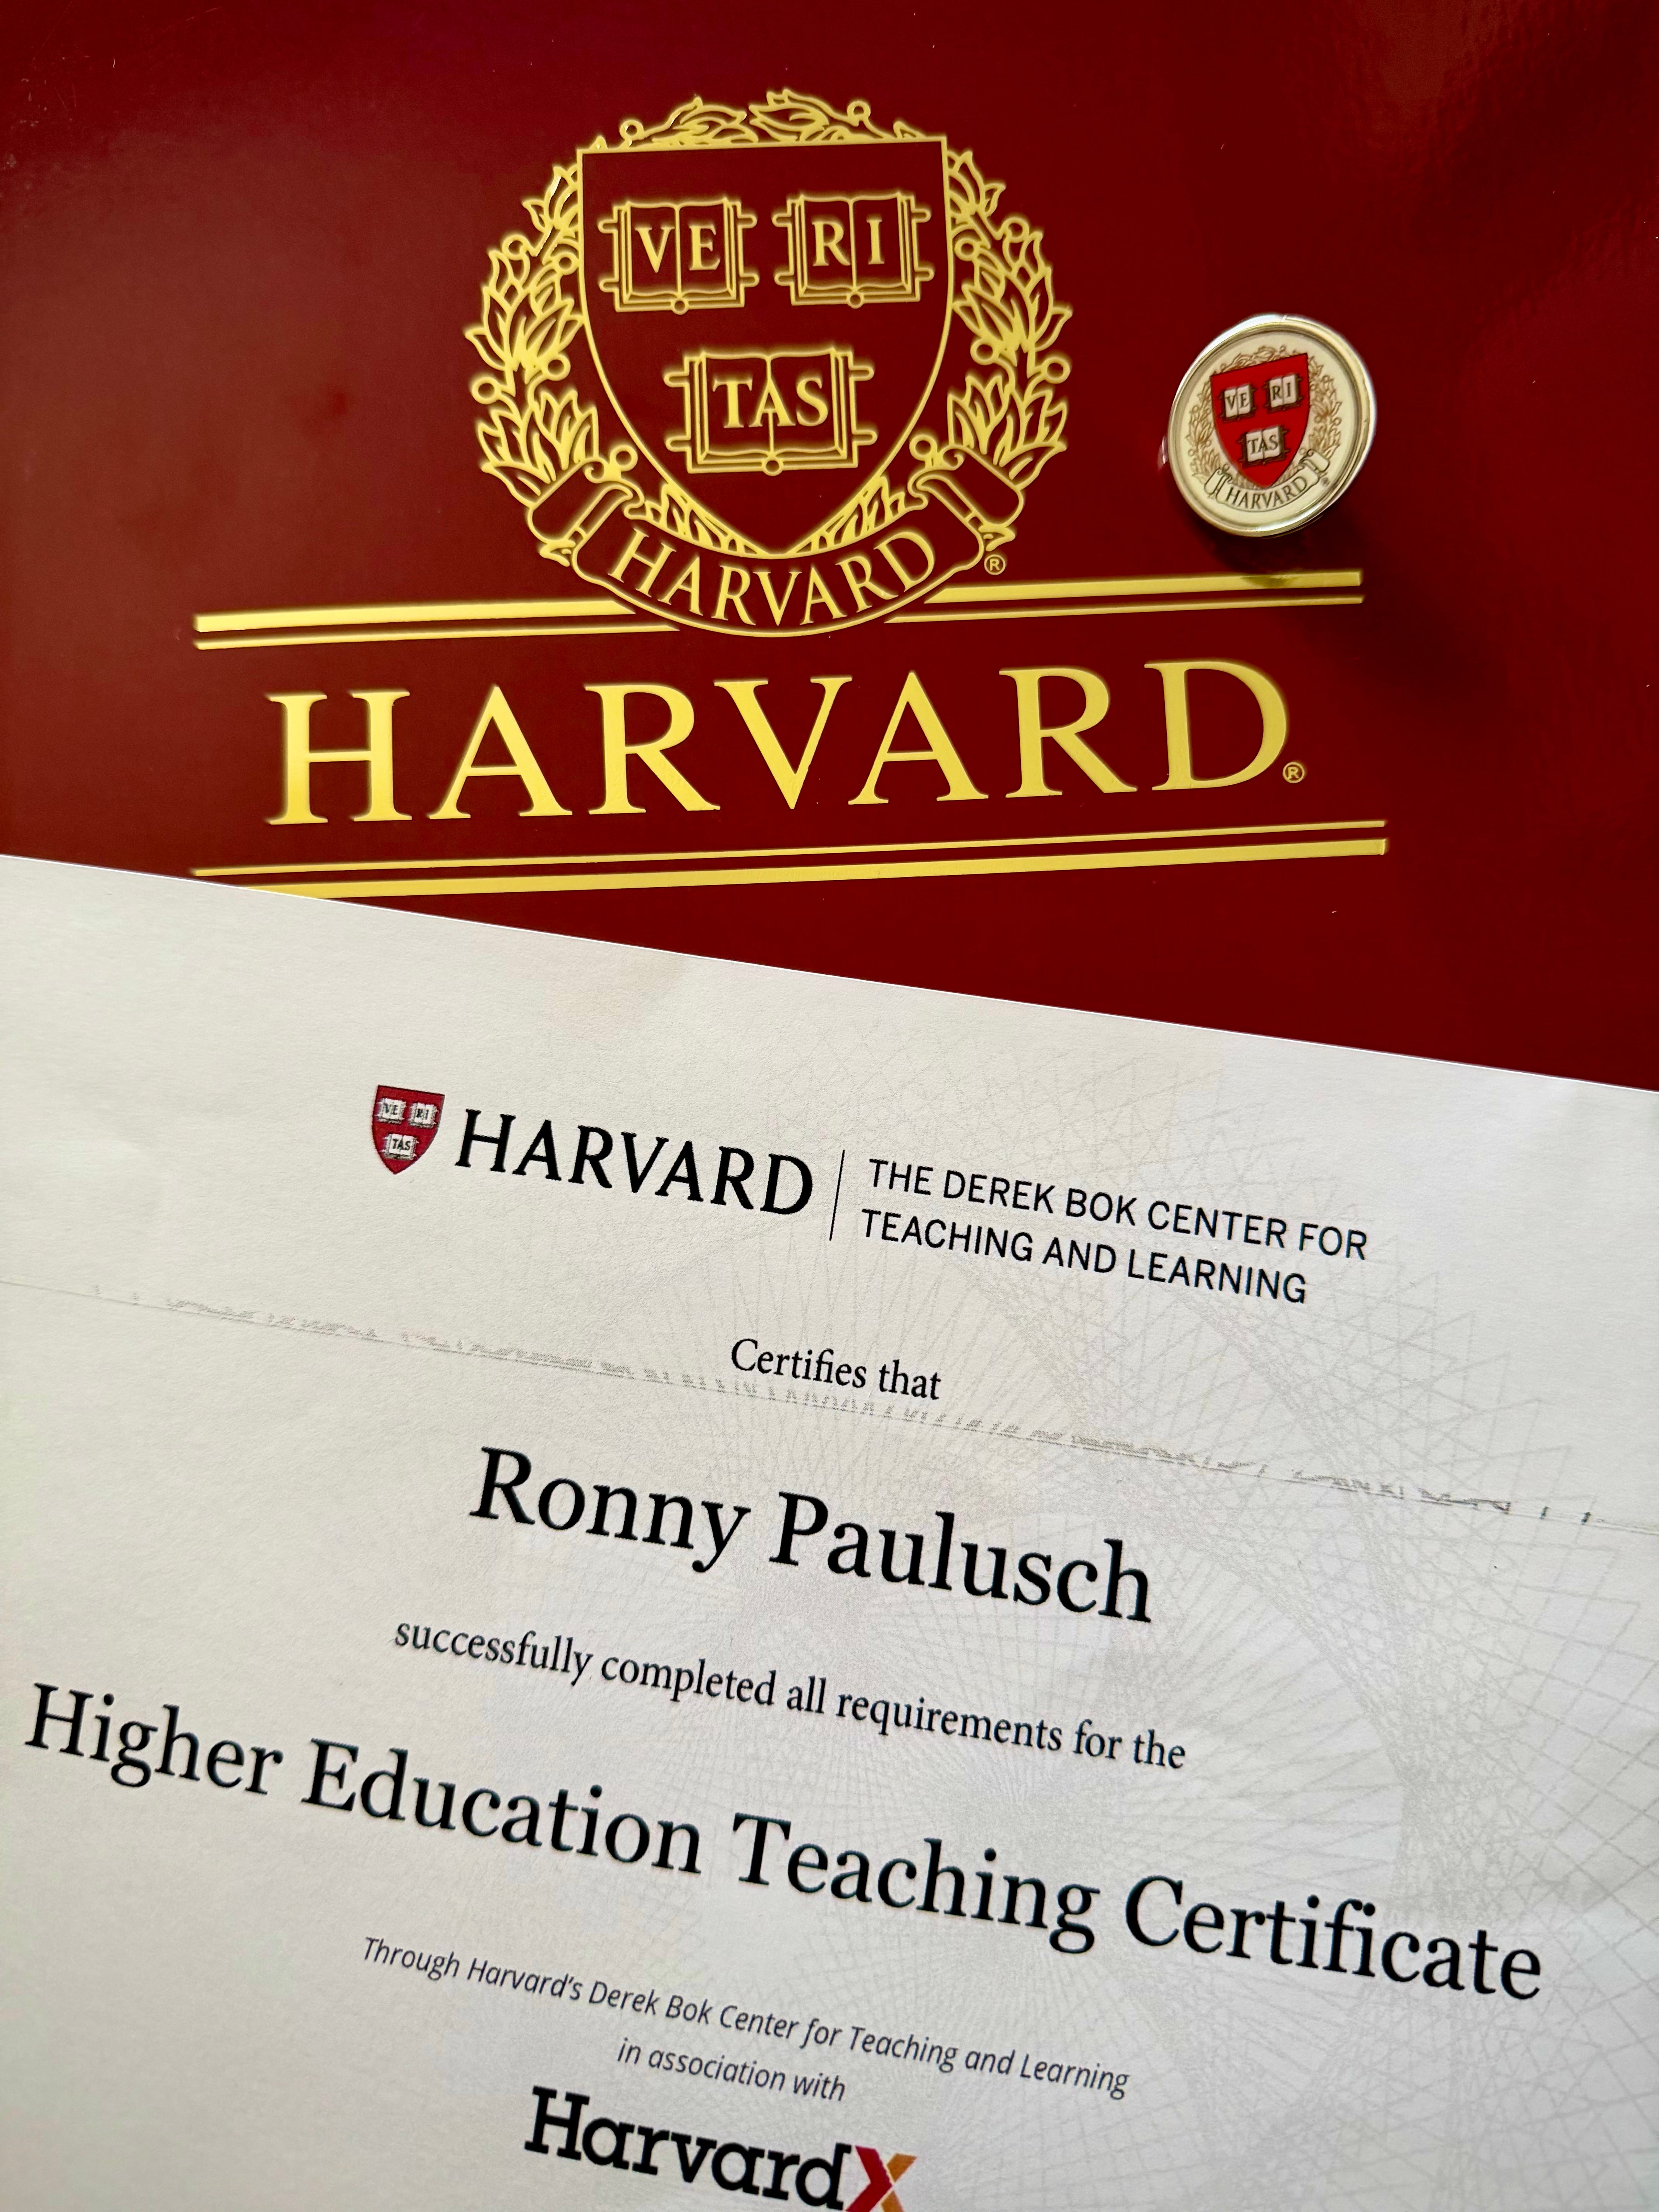 VE RI
TAS
HARVARD®
VE RI
TAS
HARVARD®
HARVARD®
VE RI
TAS
HARVARD
THE DEREK BOK CENTER FOR
TEACHING AND LEARNING
Certifies that
Ronny Paulusch
successfully completed all requirements for the
Higher Education Teaching Certificate
Through Harvard's Derek Bok Center for Teaching and Learning
in association with
HarvardX